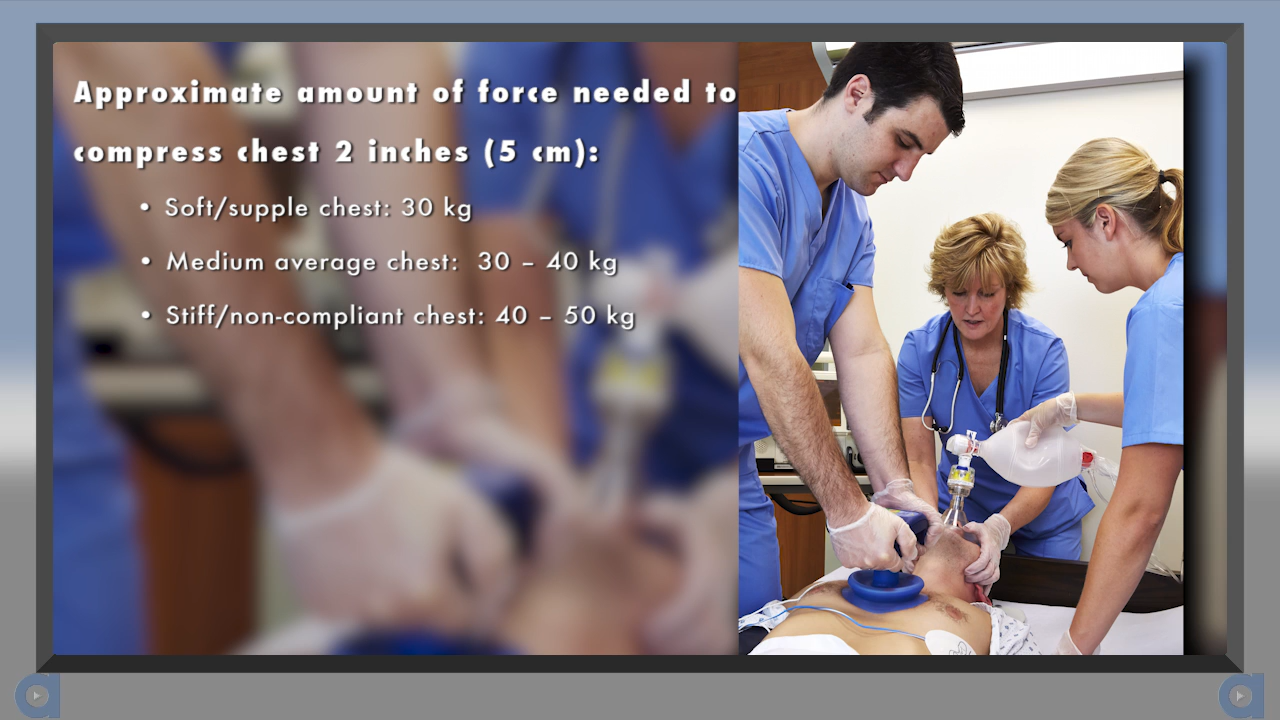 Approximate amount of force needed to
compress chest 2 inches (5 cm):
• Soft/supple chest: 30 kg
• Medium average chest: 30 – 40 kg
• Stiff/non-compliant chest: 40 – 50 kg